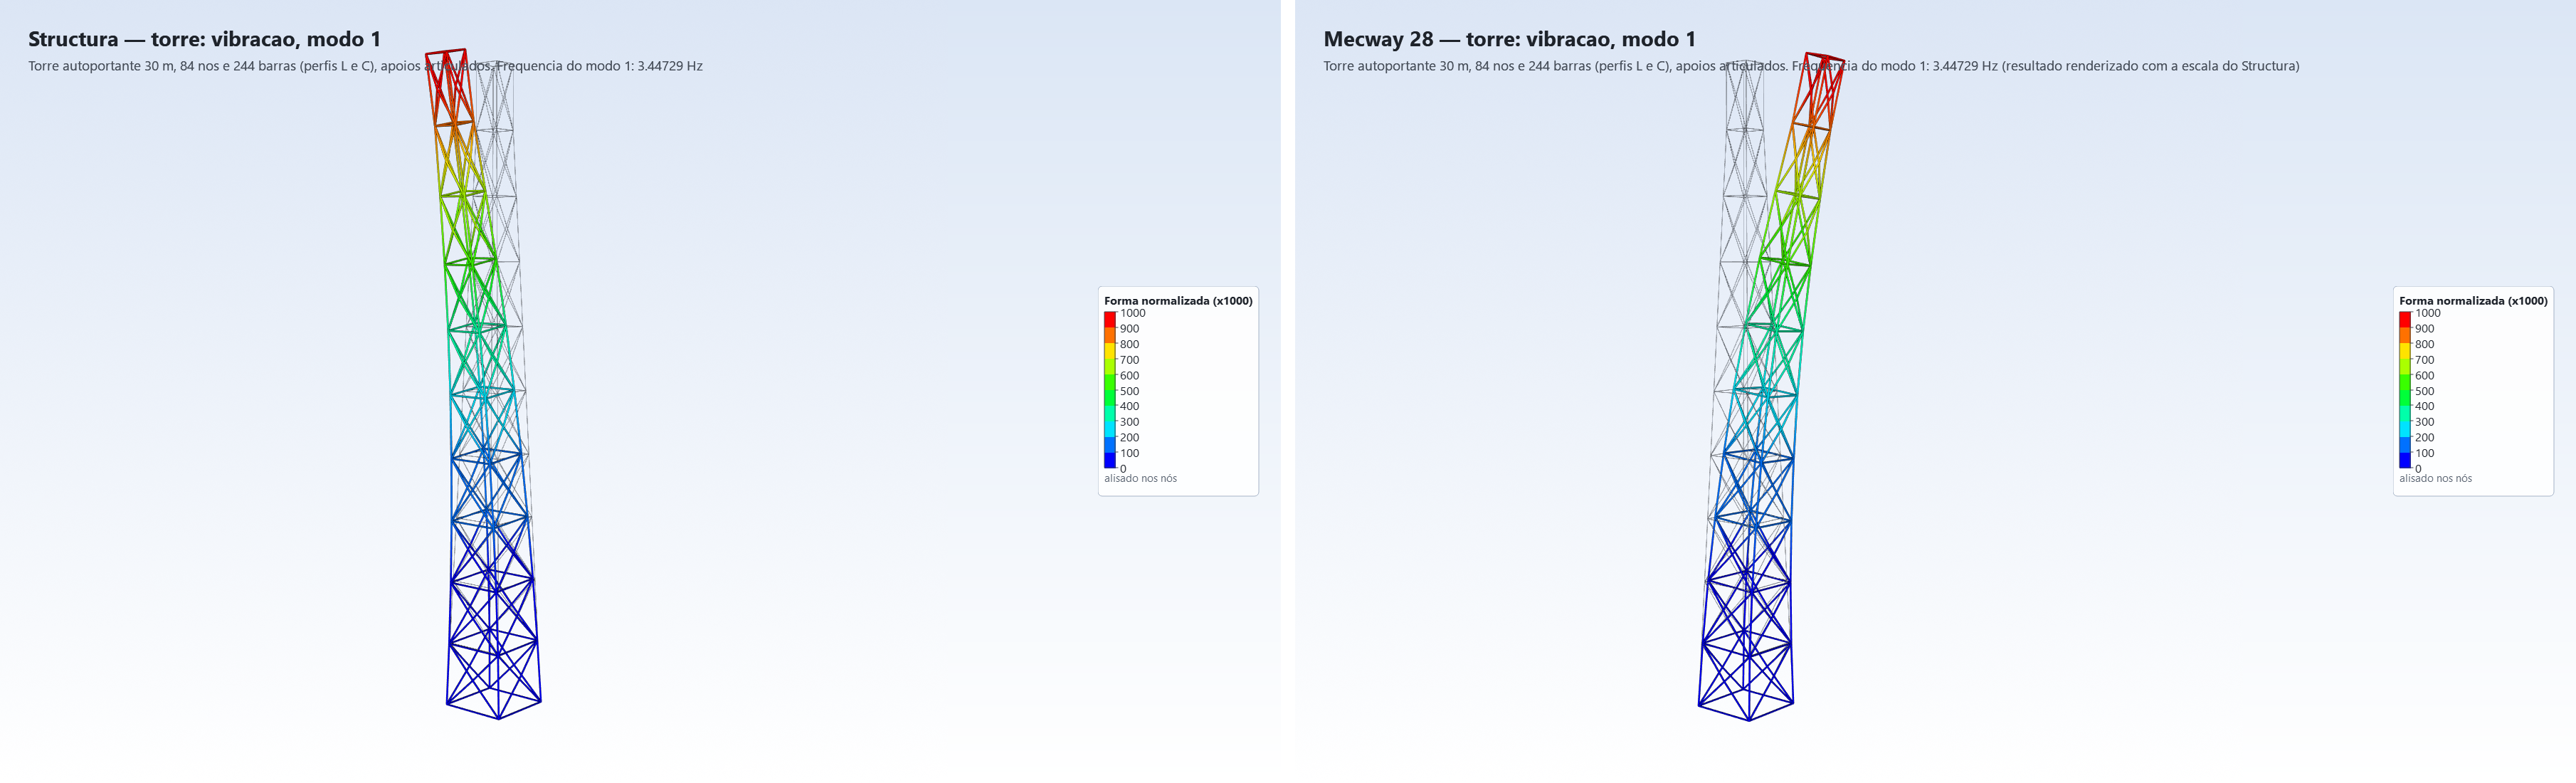 Structura — torre: vibracao, modo 1
Torre autoportante 30 m, 84 nos e 244 barras (perfis L e C), apoios articulados. Frequencia do modo 1: 3.44729 Hz
Forma normalizada (x1000)
1000
900
800
700
600
500
400
300
200
100
0
alisado nos nós
Mecway 28 — torre: vibracao, modo 1
Torre autoportante 30 m, 84 nos e 244 barras (perfis L e C), apoios articulados. Frequencia do modo 1: 3.44729 Hz (resultado renderizado com a escala do Structura)
Forma normalizada (x1000)
1000
900
800
700
600
500
400
300
200
100
0
alisado nos nós